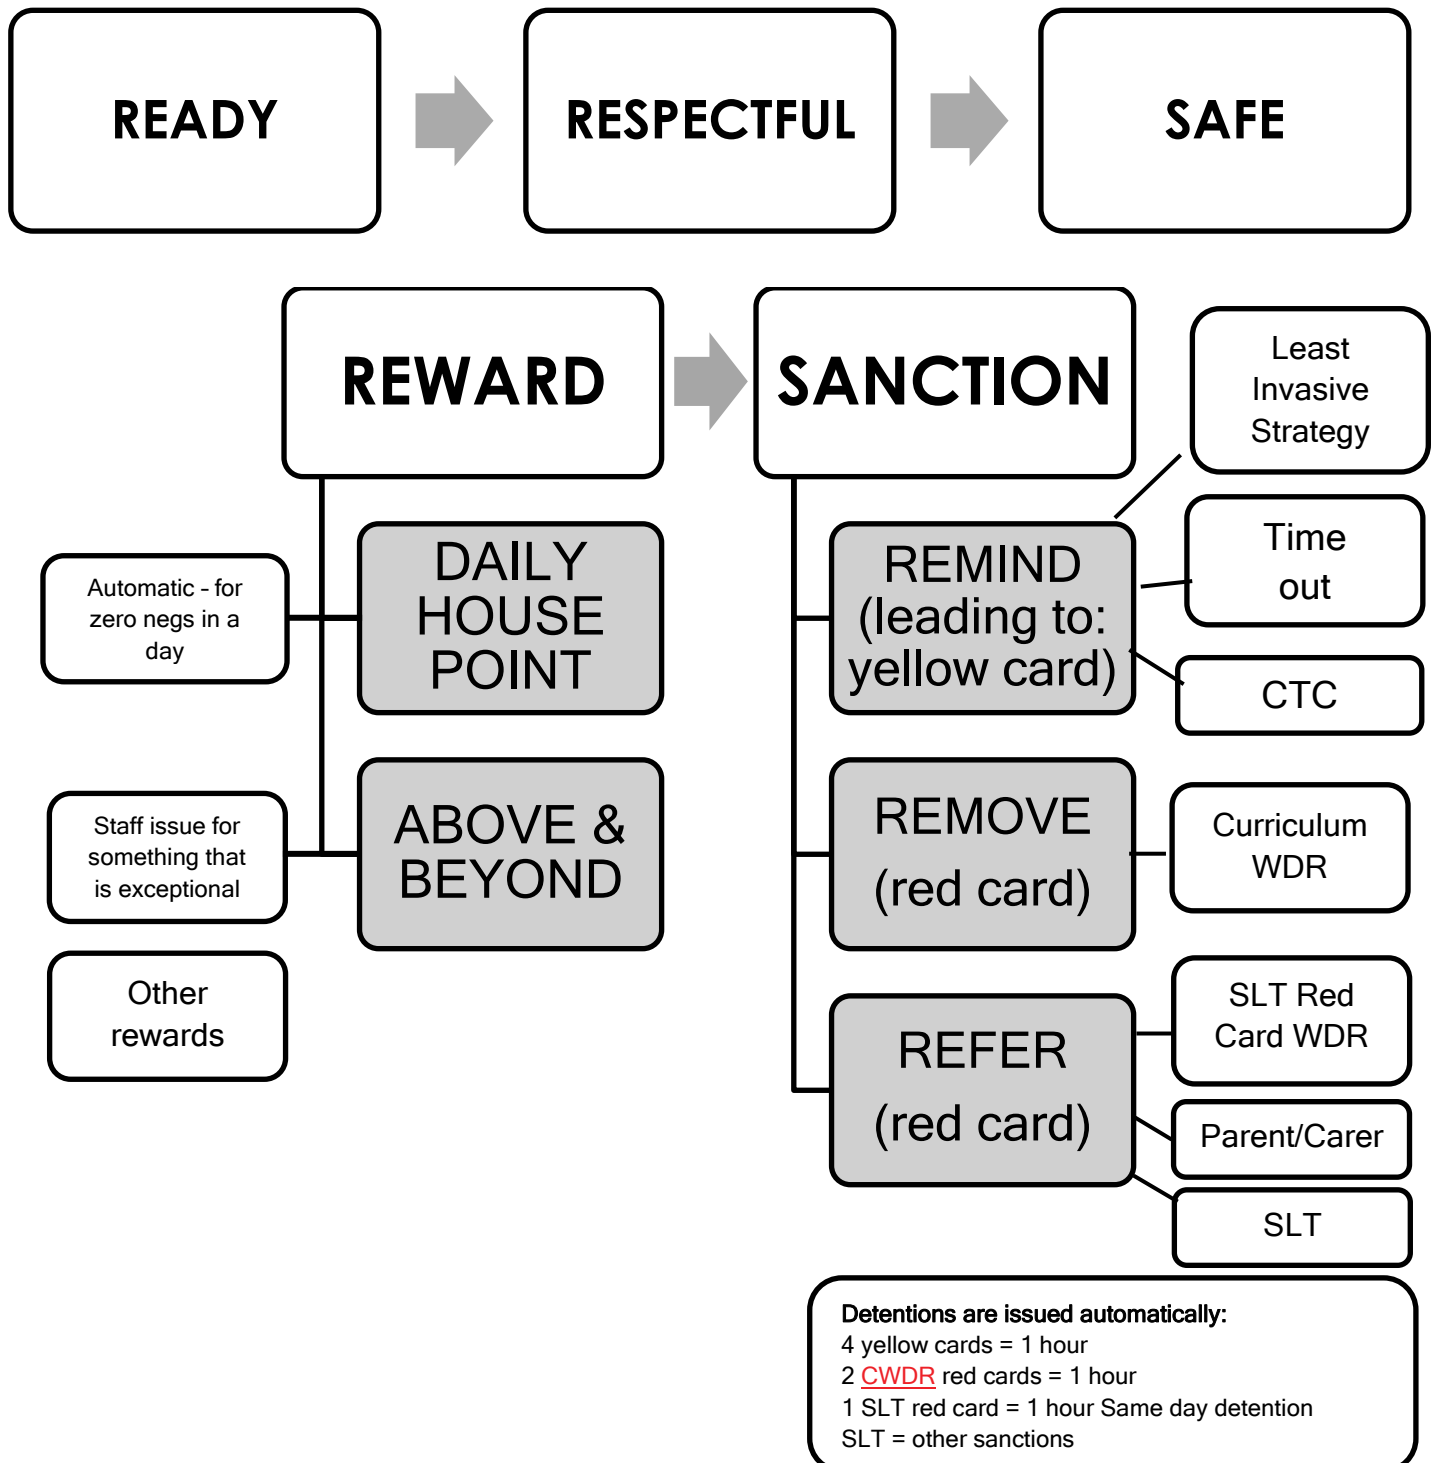 READY
RESPECTFUL
SAFE
REWARD
SANCTION
Least
Invasive
Strategy
Time
out
CTC
DAILY
HOUSE
POINT
Automatic - for
zero negs in a
day
REMIND
(leading to:
yellow card)
ABOVE &
BEYOND
Staff issue for
something that
is exceptional
Other
rewards
REMOVE
(red card)
Curriculum
WDR
REFER
(red card)
SLT Red
Card WDR
Parent/Carer
SLT
Detentions are issued automatically:
4 yellow cards = 1 hour
2 CWDR red cards = 1 hour
1 SLT red card = 1 hour Same day detention
SLT = other sanctions